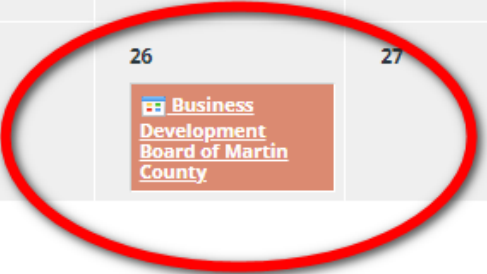 26
27
Business
Development
Board of Martin
County